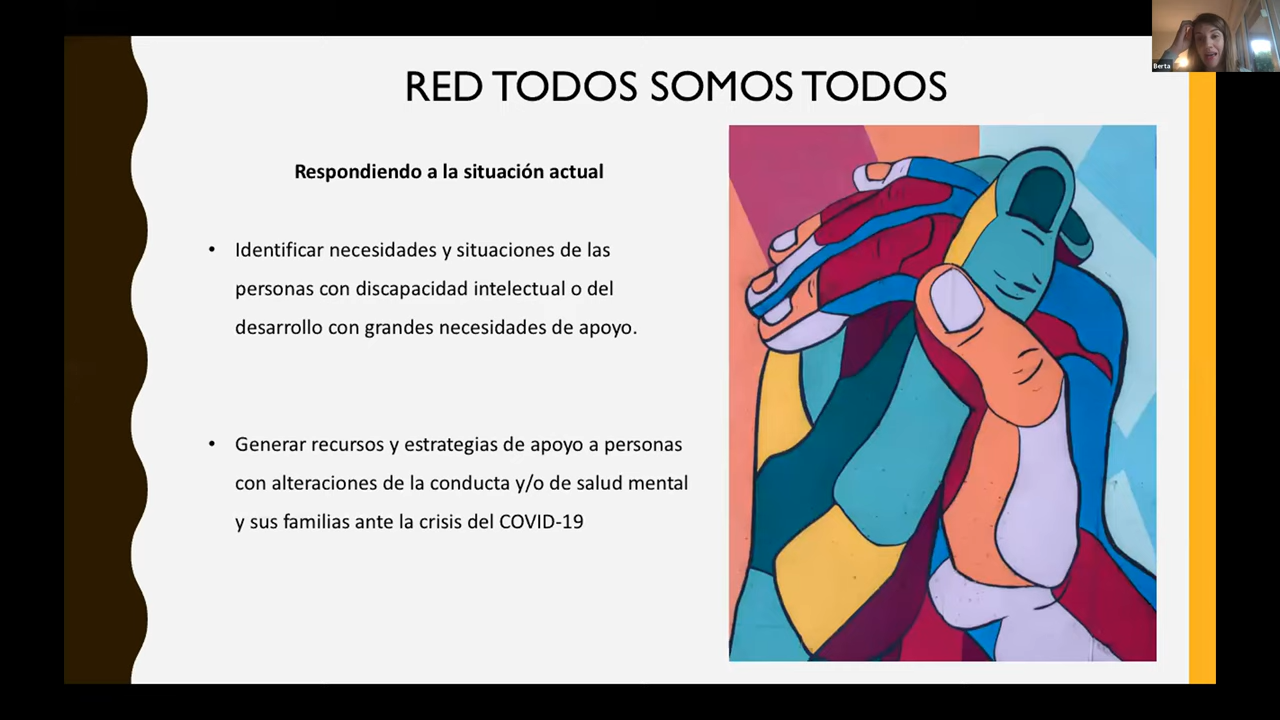 Berta
RED TODOS SOMOS TODOS
Respondiendo a la situación actual
• Identificar necesidades y situaciones de las
personas con discapacidad intelectual o del
desarrollo con grandes necesidades de apoyo.
• Generar recursos y estrategias de apoyo a personas
con alteraciones de la conducta y/o de salud mental
y sus familias ante la crisis del COVID-19